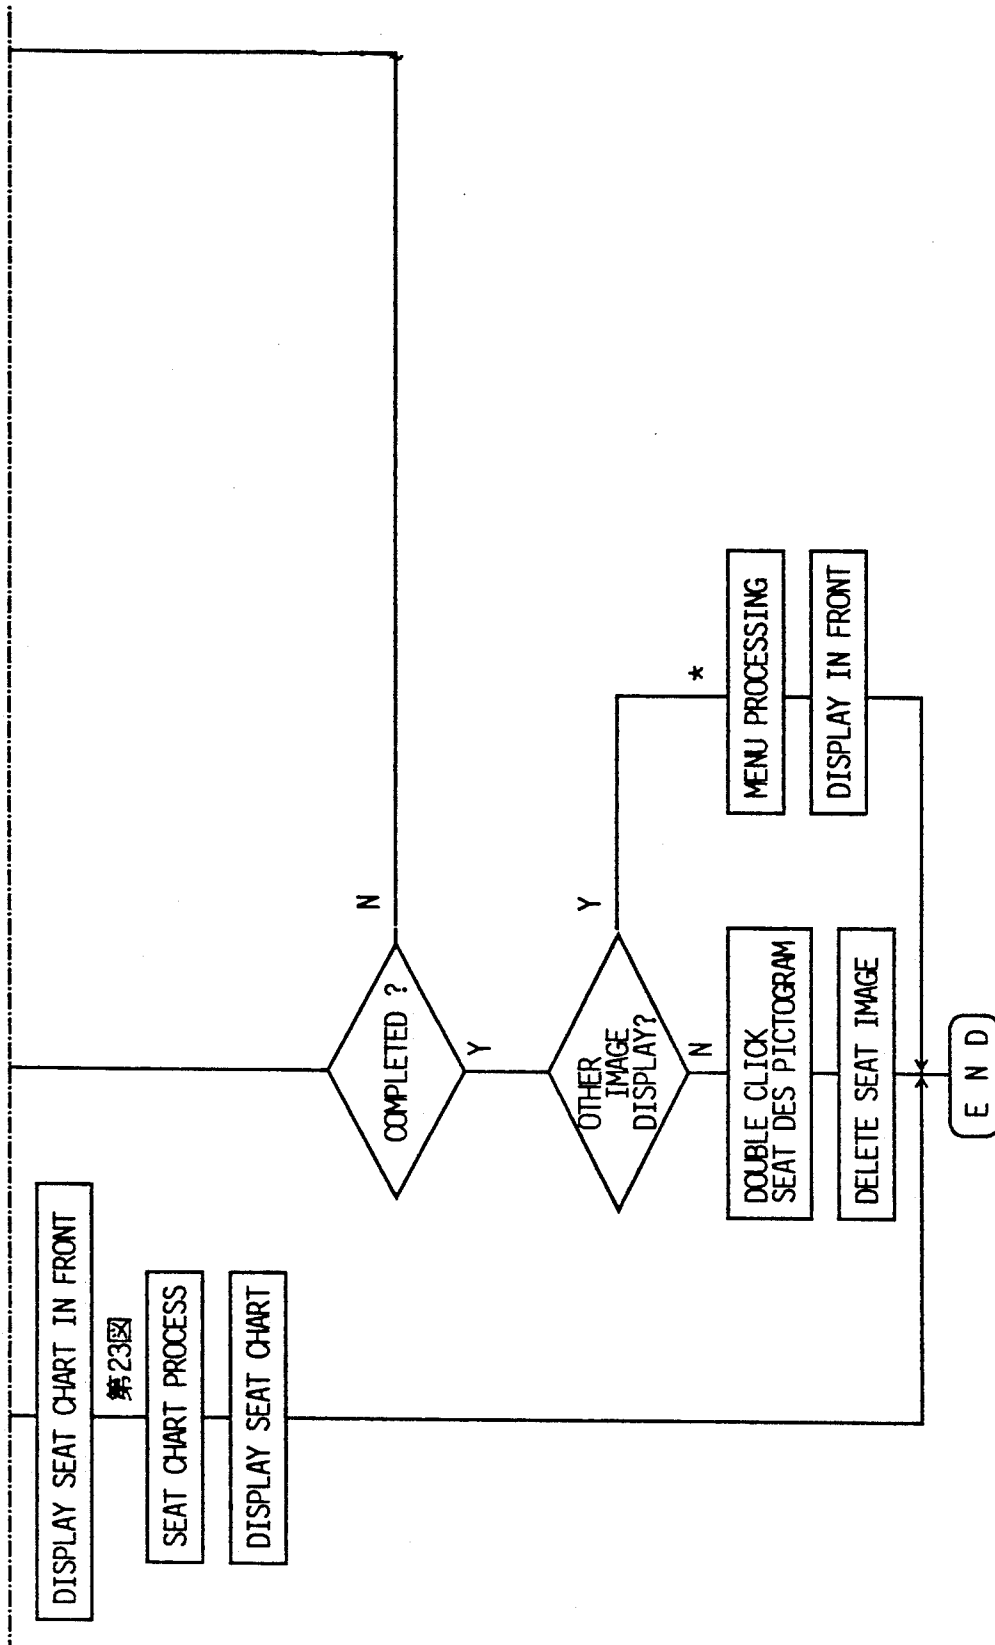 DISPLAY SEAT CHART IN FRONT
第23図
SEAT CHART PROCESS
DISPLAY SEAT CHART
COMPLETED ?
N
Y
OTHER
IMAGE
DISPLAY?
Y
N
DOUBLE CLICK
SEAT DES PICTOGRAM
DELETE SEAT IMAGE
*
MENU PROCESSING
DISPLAY IN FRONT
E N D